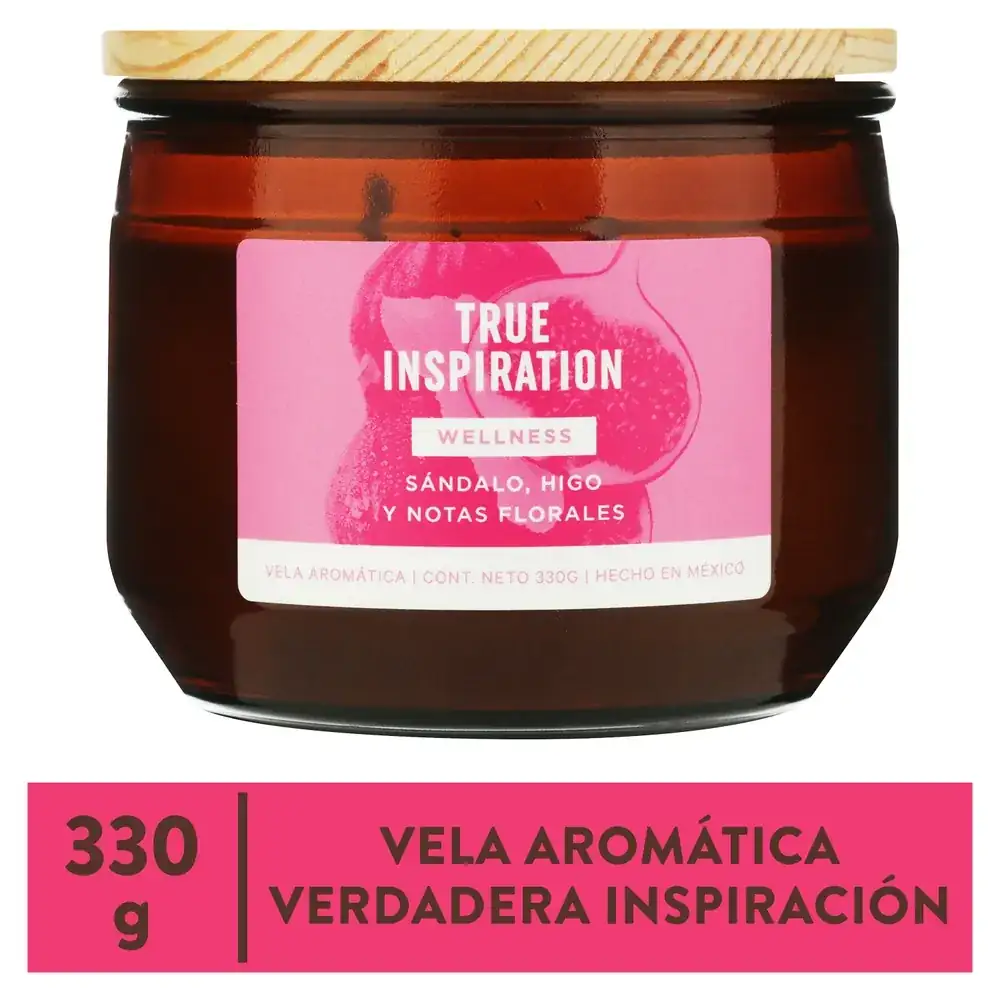 TRUE
INSPIRATION
WELLNESS
SÁNDALO, HIGO
Y NOTAS FLORALES
VELA AROMÁTICA | CONT. NETO 330G | HECHO EN MÉXICO
330
g
VELA AROMÁTICA
VERDADERA INSPIRACIÓN